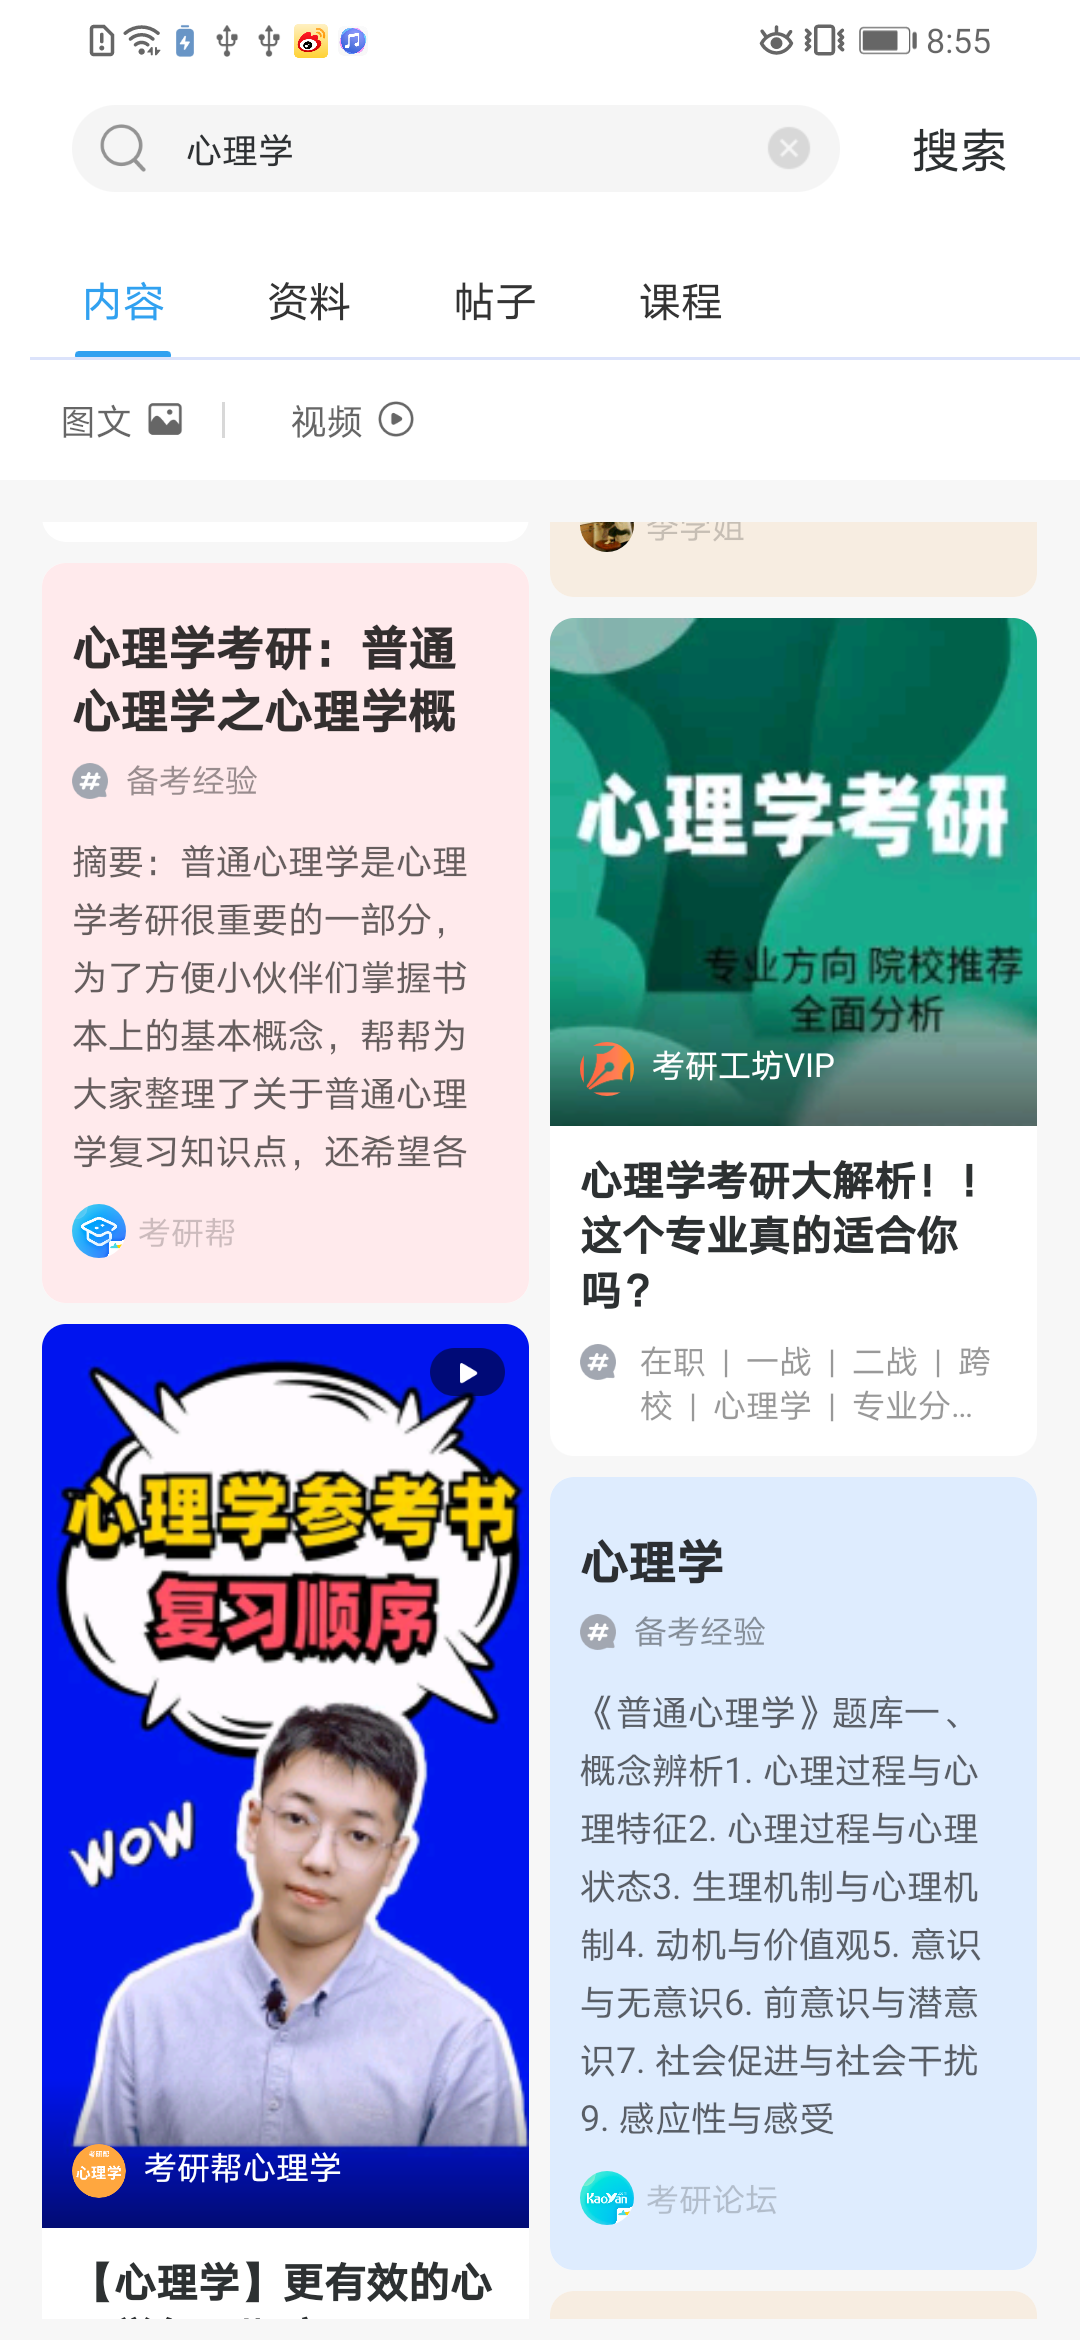 8:55
心理学
搜索
内容
资料
帖子
课程
图文
视频
李学姐
心理学考研：普通
心理学之心理学概
# 备考经验
摘要：普通心理学是心理
学考研很重要的一部分，
为了方便小伙伴们掌握书
本上的基本概念，帮帮为
大家整理了关于普通心理
学复习知识点，还希望各
考研帮
心理学参考书
复习顺序
WOW
考研帮
心理学
考研帮心理学
【心理学】更有效的心
心理学考研
专业方向 院校推荐
全面分析
考研工坊VIP
心理学考研大解析！！
这个专业真的适合你
吗？
# 在职 | 一战 | 二战 | 跨
校 | 心理学 | 专业分...
心理学
# 备考经验
《普通心理学》题库一、
概念辨析1. 心理过程与心
理特征2. 心理过程与心理
状态3. 生理机制与心理机
制4. 动机与价值观5. 意识
与无意识6. 前意识与潜意
识7. 社会促进与社会干扰
9. 感应性与感受
KaoYan
考研论坛